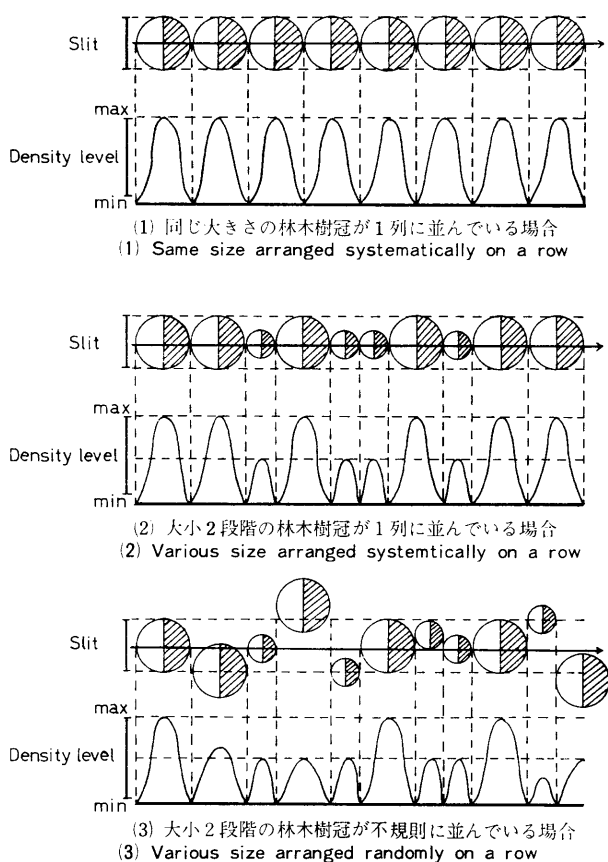 Slit
max
Density level
min
(1) 同じ大きさの林木樹冠が1列に並んでいる場合
(1) Same size arranged systematically on a row
Slit
max
Density level
min
(2) 大小2段階の林木樹冠が1列に並んでいる場合
(2) Various size arranged systemtically on a row
Slit
max
Density level
min
(3) 大小2段階の林木樹冠が不規則に並んでいる場合
(3) Various size arranged randomly on a row